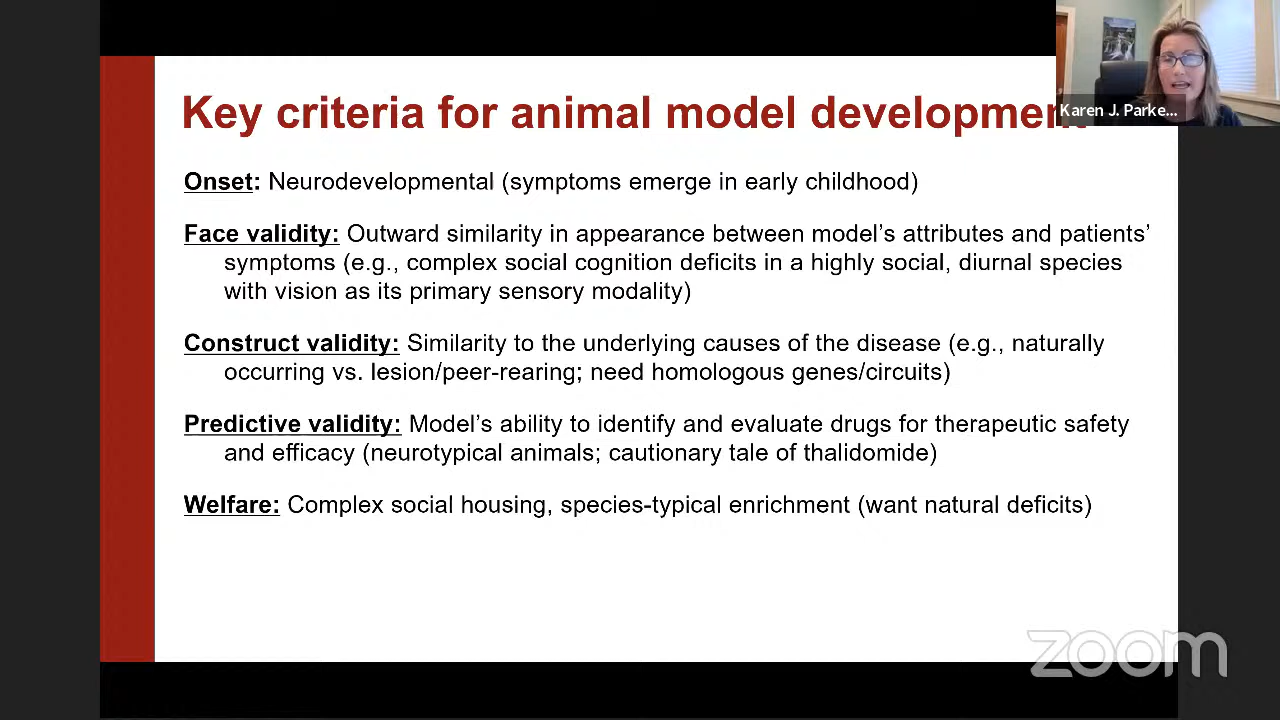 Key criteria for animal model development
Karen J. Parke...
Onset: Neurodevelopmental (symptoms emerge in early childhood)
Face validity: Outward similarity in appearance between model’s attributes and patients’
symptoms (e.g., complex social cognition deficits in a highly social, diurnal species
with vision as its primary sensory modality)
Construct validity: Similarity to the underlying causes of the disease (e.g., naturally
occurring vs. lesion/peer-rearing; need homologous genes/circuits)
Predictive validity: Model’s ability to identify and evaluate drugs for therapeutic safety
and efficacy (neurotypical animals; cautionary tale of thalidomide)
Welfare: Complex social housing, species-typical enrichment (want natural deficits)
zoom